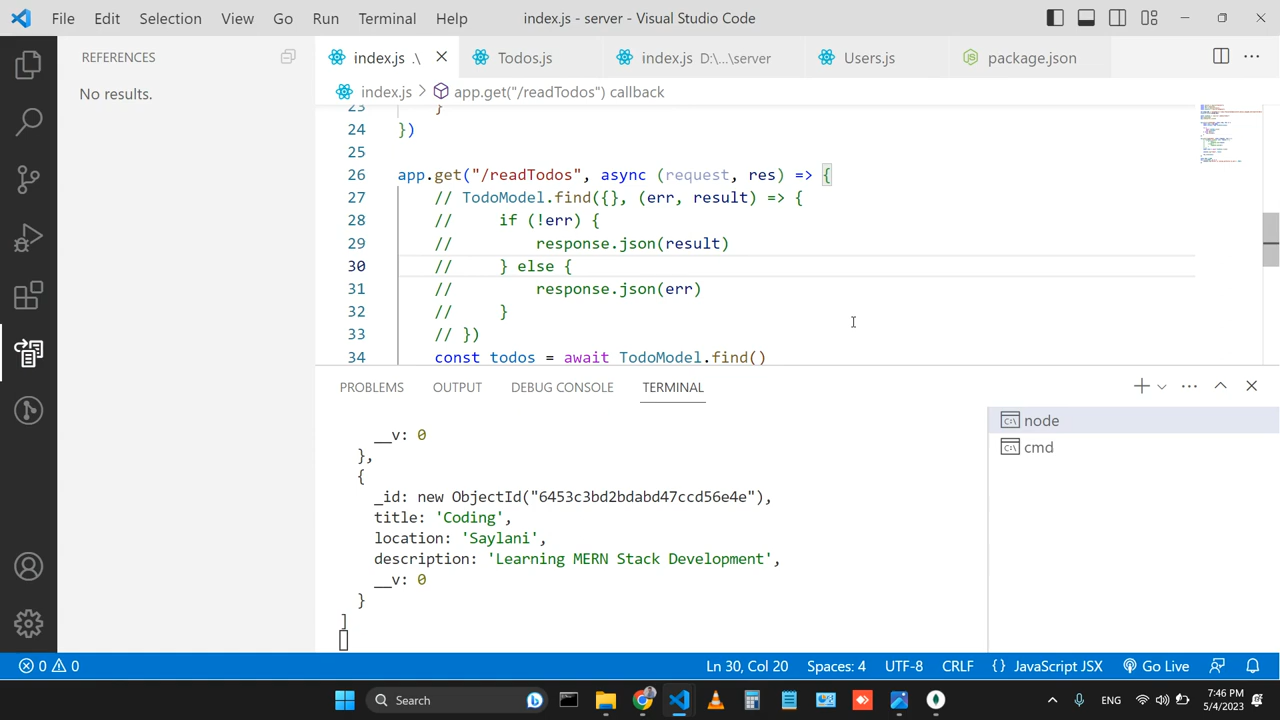 File Edit Selection View Go Run Terminal Help index.js - server - Visual Studio Code
REFERENCES
No results.
index.js .\ Todos.js index.js D:\...\server Users.js package.json
index.js > app.get("/readTodos") callback
23 }
24 })
25
26 app.get("/readTodos", async (request, res) => {
27 // TodoModel.find({}, (err, result) => {
28 // if (!err) {
29 // response.json(result)
30 // } else {
31 // response.json(err)
32 // }
33 // })
34 const todos = await TodoModel.find()
PROBLEMS OUTPUT DEBUG CONSOLE TERMINAL
node
cmd
__v: 0
},
{
_id: new ObjectId("6453c3bd2bdabd47ccd56e4e"),
title: 'Coding',
location: 'Saylani',
description: 'Learning MERN Stack Development',
__v: 0
}
]
0 0 Ln 30, Col 20 Spaces: 4 UTF-8 CRLF {} JavaScript JSX Go Live
Search ENG 7:46 PM
5/4/2023